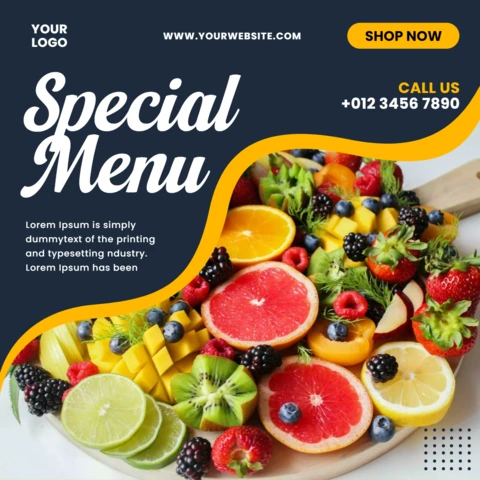 YOUR
LOGO
WWW.YOURWEBSITE.COM
SHOP NOW
CALL US
+012 3456 7890
Special
Menu
Lorem Ipsum is simply
dummytext of the printing
and typesetting ndustry.
Lorem Ipsum has been